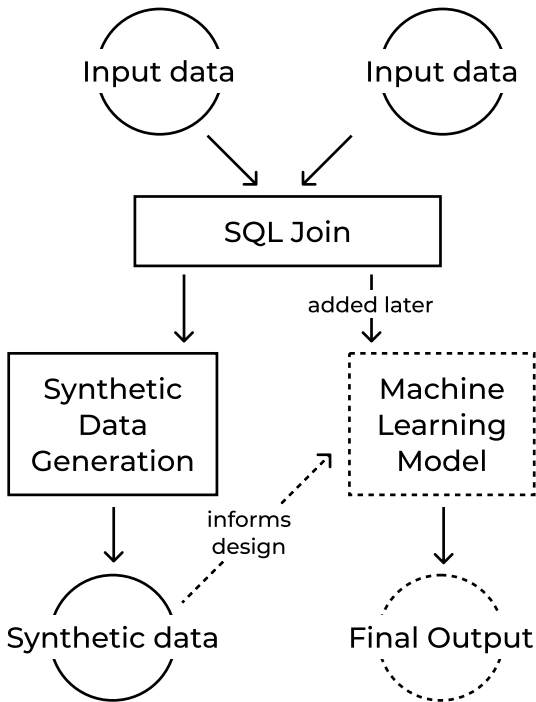 Input data
Input data
SQL Join
added later
Synthetic
Data
Generation
Machine
Learning
Model
informs
design
Synthetic data
Final Output